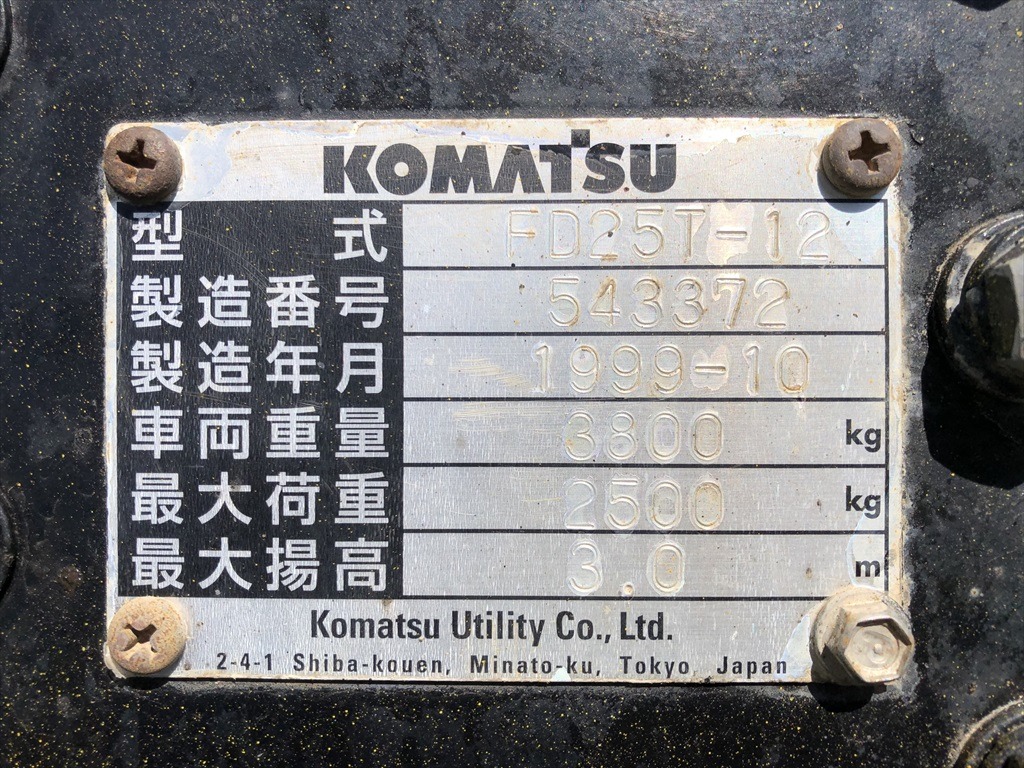 KOMATSU
型式 FD25T-12
製造番号 543372
製造年月 1999-10
車両重量 3800 kg
最大荷重 2500 kg
最大揚高 3.0 m
Komatsu Utility Co., Ltd.
2-4-1 Shiba-kouen, Minato-ku, Tokyo Japan